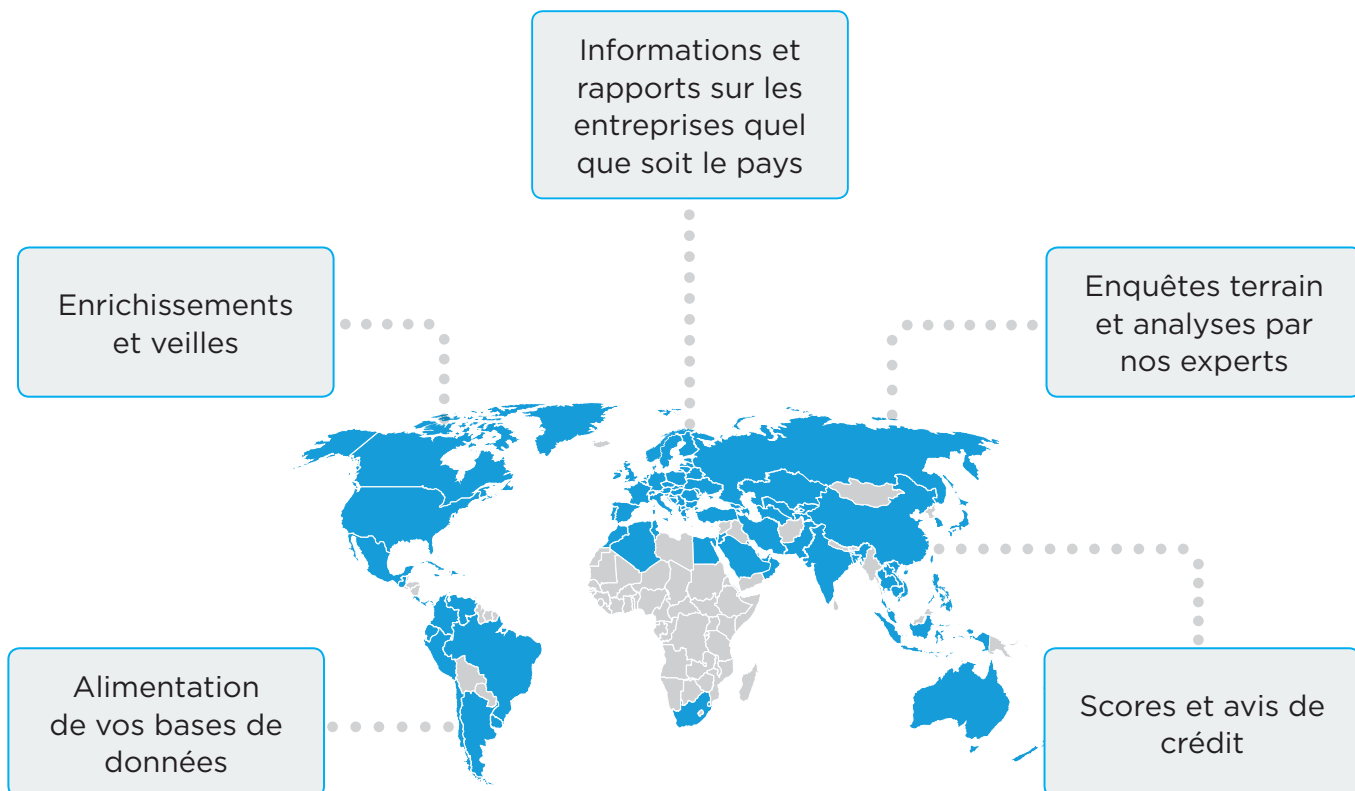 Informations et
rapports sur les
entreprises quel
que soit le pays
Enrichissements
et veilles
Enquêtes terrain
et analyses par
nos experts
Alimentation
de vos bases de
données
Scores et avis de
crédit